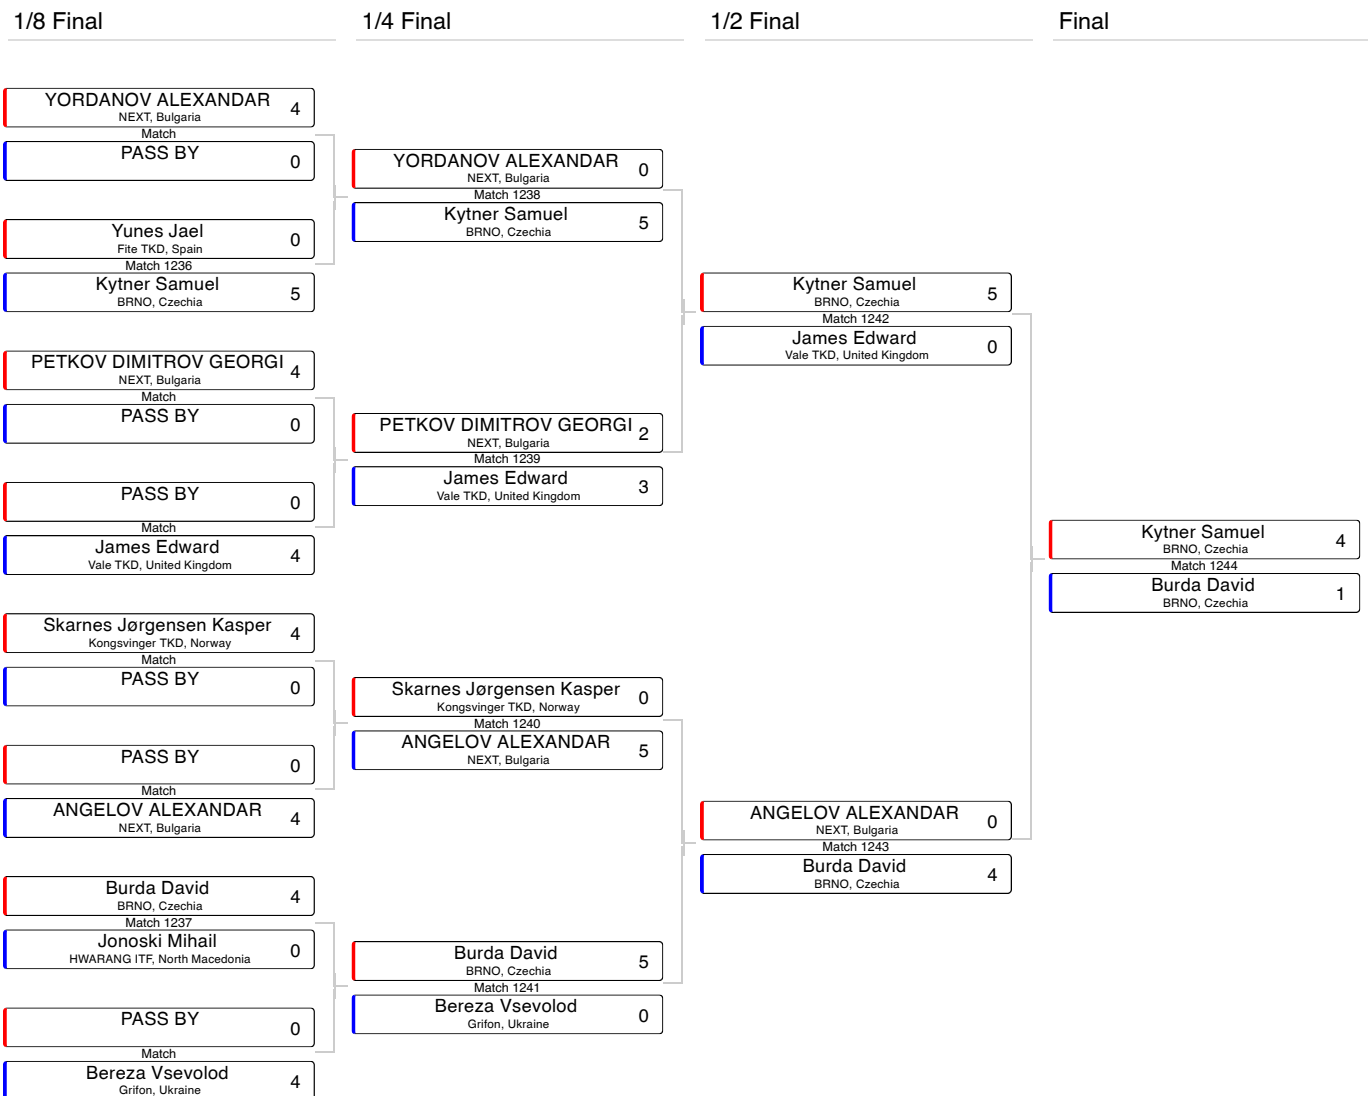 1/8 Final
1/4 Final
1/2 Final
Final
YORDANOV ALEXANDAR 4
NEXT, Bulgaria
Match
PASS BY 0
Yunes Jael 0
Fite TKD, Spain
Match 1236
Kytner Samuel 5
BRNO, Czechia
PETKOV DIMITROV GEORGI 4
NEXT, Bulgaria
Match
PASS BY 0
PASS BY 0
Match
James Edward 4
Vale TKD, United Kingdom
Skarnes Jørgensen Kasper 4
Kongsvinger TKD, Norway
Match
PASS BY 0
PASS BY 0
Match
ANGELOV ALEXANDAR 4
NEXT, Bulgaria
Burda David 4
BRNO, Czechia
Match 1237
Jonoski Mihail 0
HWARANG ITF, North Macedonia
PASS BY 0
Match
Bereza Vsevolod 4
Grifon, Ukraine
YORDANOV ALEXANDAR 0
NEXT, Bulgaria
Match 1238
Kytner Samuel 5
BRNO, Czechia
PETKOV DIMITROV GEORGI 2
NEXT, Bulgaria
Match 1239
James Edward 3
Vale TKD, United Kingdom
Skarnes Jørgensen Kasper 0
Kongsvinger TKD, Norway
Match 1240
ANGELOV ALEXANDAR 5
NEXT, Bulgaria
Burda David 5
BRNO, Czechia
Match 1241
Bereza Vsevolod 0
Grifon, Ukraine
Kytner Samuel 5
BRNO, Czechia
Match 1242
James Edward 0
Vale TKD, United Kingdom
ANGELOV ALEXANDAR 0
NEXT, Bulgaria
Match 1243
Burda David 4
BRNO, Czechia
Kytner Samuel 4
BRNO, Czechia
Match 1244
Burda David 1
BRNO, Czechia